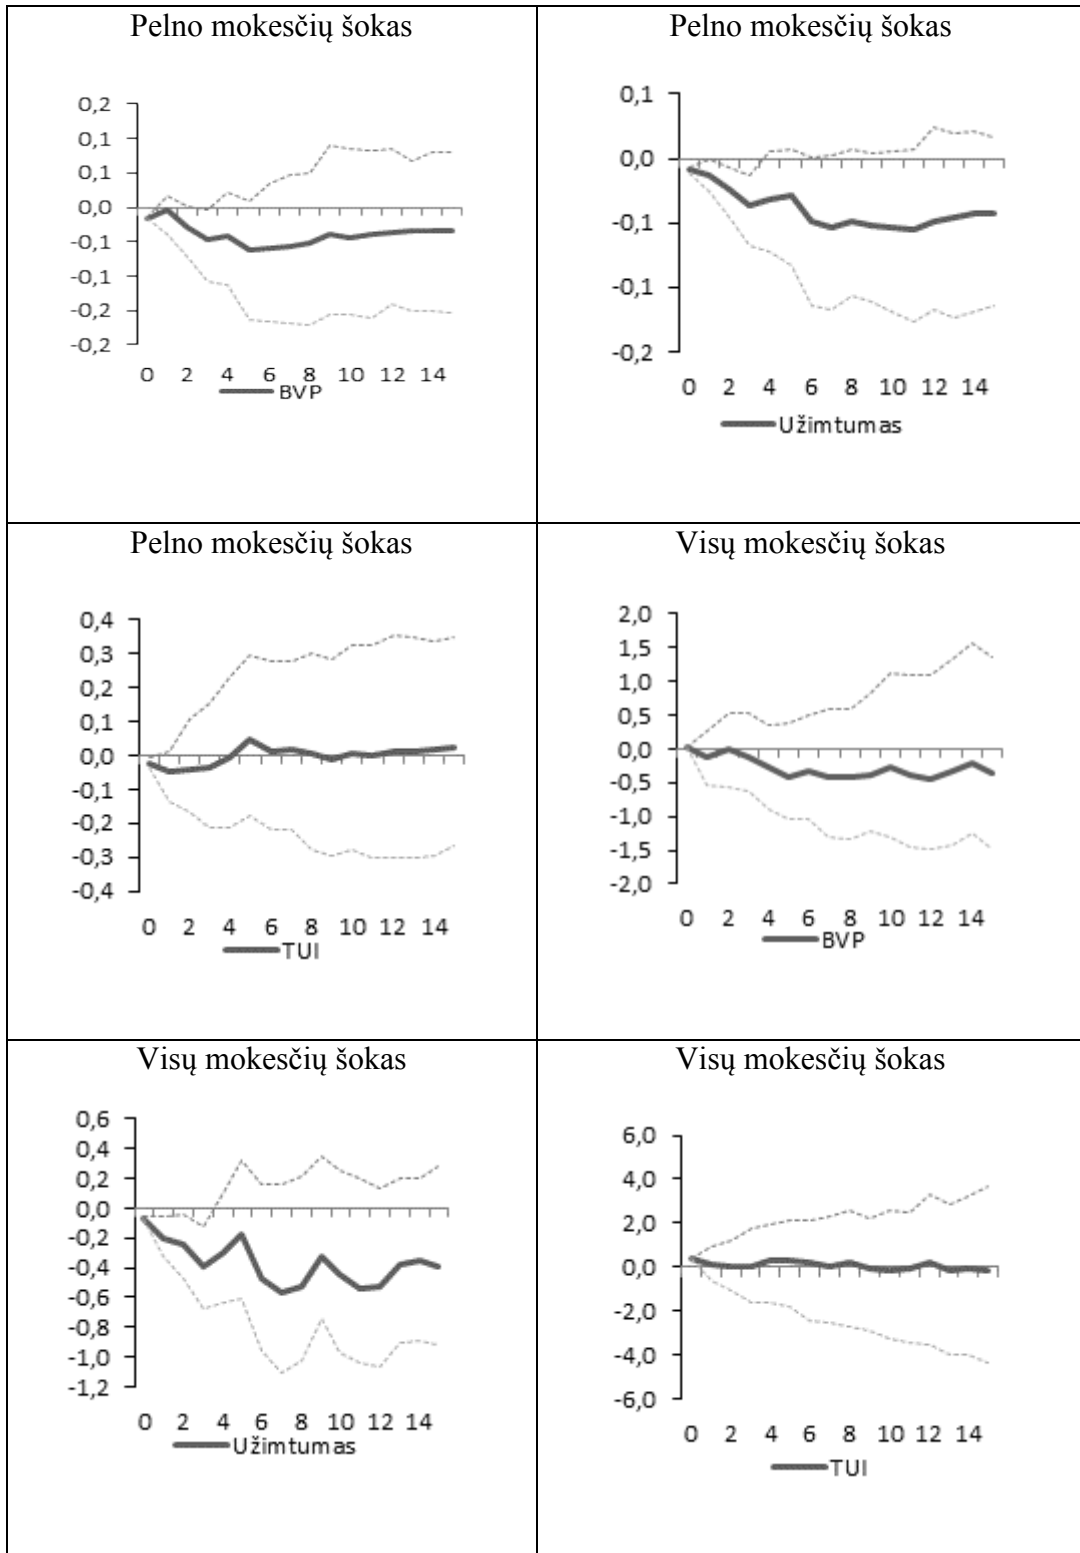 Pelno mokesčių šokas
0,2
0,1
0,1
0,0
-0,1
-0,1
-0,2
-0,2
0 2 4 6 8 10 12 14
BVP
Pelno mokesčių šokas
0,1
0,0
-0,1
-0,1
-0,2
0 2 4 6 8 10 12 14
Užimtumas
Pelno mokesčių šokas
0,4
0,3
0,2
0,1
0,0
-0,1
-0,2
-0,3
-0,4
0 2 4 6 8 10 12 14
TUI
Visų mokesčių šokas
2,0
1,5
1,0
0,5
0,0
-0,5
-1,0
-1,5
-2,0
0 2 4 6 8 10 12 14
BVP
Visų mokesčių šokas
0,6
0,4
0,2
0,0
-0,2
-0,4
-0,6
-0,8
-1,0
-1,2
0 2 4 6 8 10 12 14
Užimtumas
Visų mokesčių šokas
6,0
4,0
2,0
0,0
-2,0
-4,0
-6,0
0 2 4 6 8 10 12 14
TUI